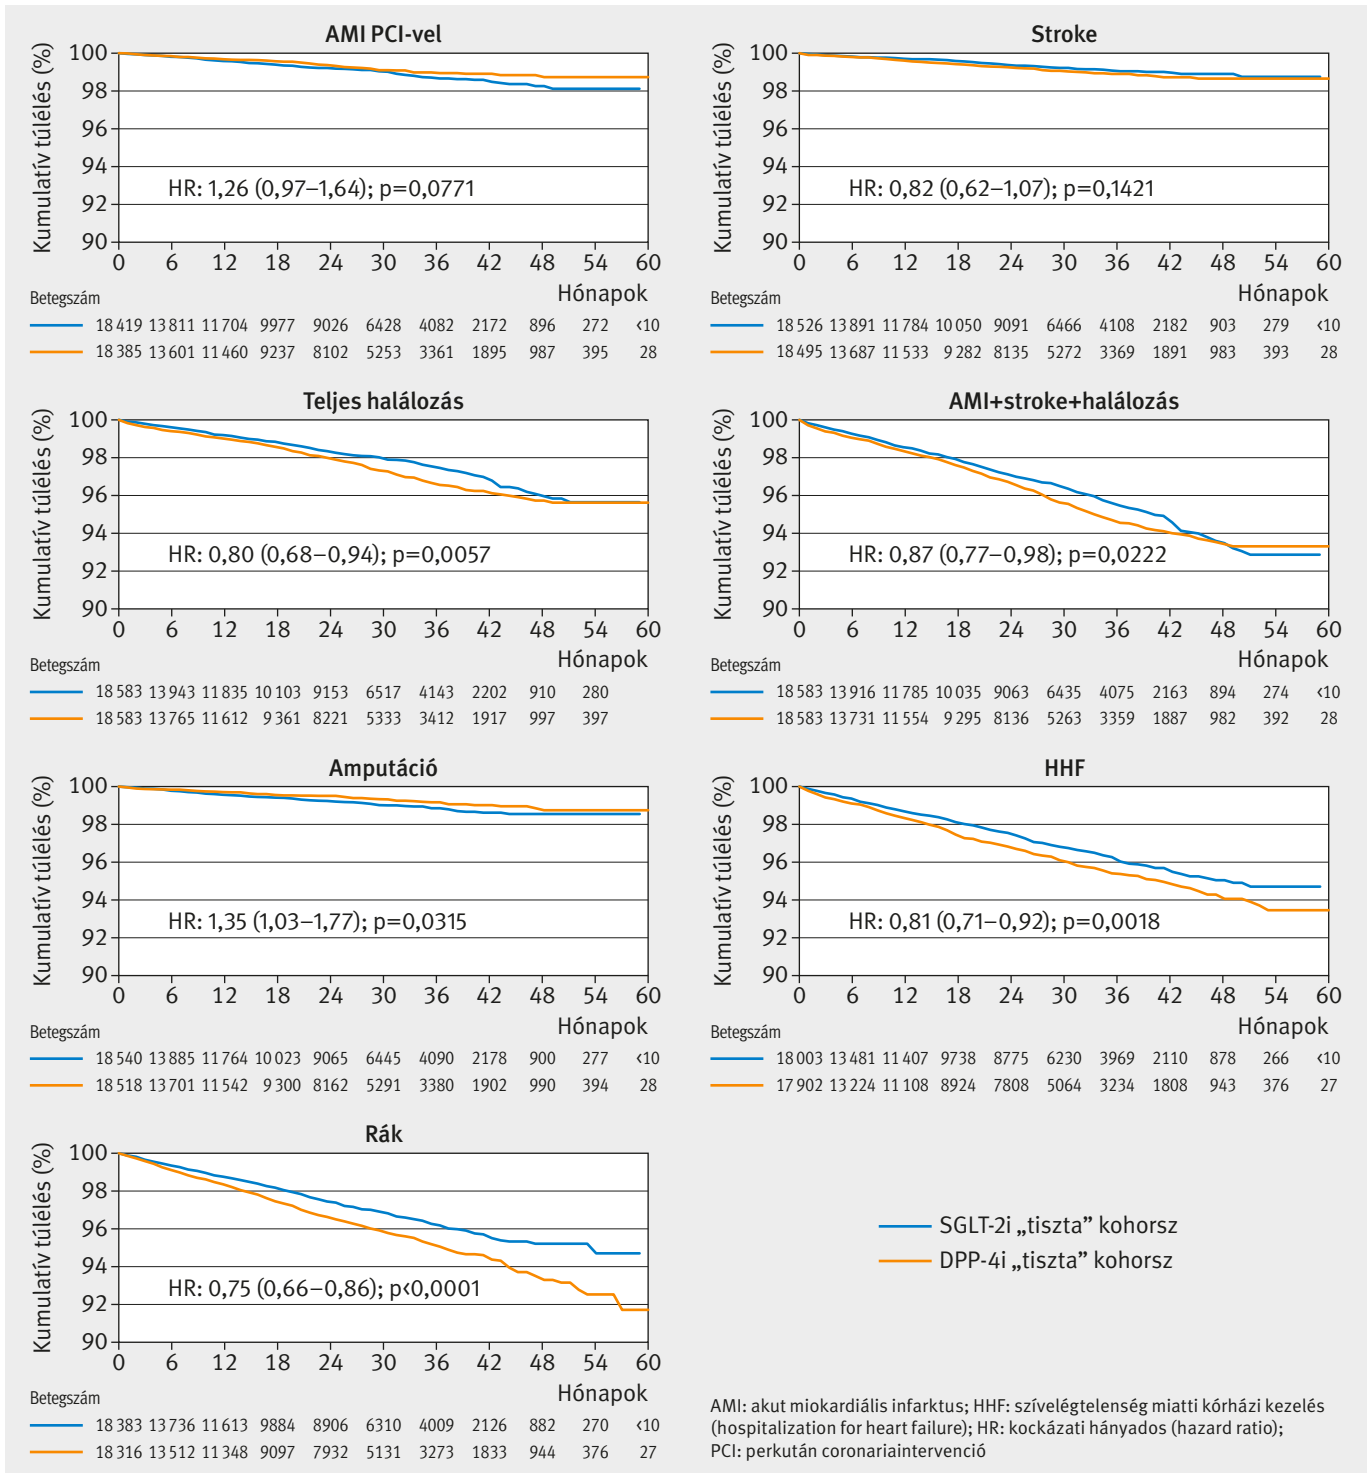 AMI PCI-vel
Kumulatív túlélés (%)
100
98
96
94
92
90
HR: 1,26 (0,97–1,64); p=0,0771
0 6 12 18 24 30 36 42 48 54 60
Hónapok
Betegszám
18 419 13 811 11 704 9977 9026 6428 4082 2172 896 272 <10
18 385 13 601 11 460 9237 8102 5253 3361 1895 987 395 28
Stroke
Kumulatív túlélés (%)
100
98
96
94
92
90
HR: 0,82 (0,62–1,07); p=0,1421
0 6 12 18 24 30 36 42 48 54 60
Hónapok
Betegszám
18 526 13 891 11 784 10 050 9091 6466 4108 2182 903 279 <10
18 495 13 687 11 533 9 282 8135 5272 3369 1891 983 393 28
Teljes halálozás
Kumulatív túlélés (%)
100
98
96
94
92
90
HR: 0,80 (0,68–0,94); p=0,0057
0 6 12 18 24 30 36 42 48 54 60
Hónapok
Betegszám
18 583 13 943 11 835 10 103 9153 6517 4143 2202 910 280
18 583 13 765 11 612 9 361 8221 5333 3412 1917 997 397
AMI+stroke+halálozás
Kumulatív túlélés (%)
100
98
96
94
92
90
HR: 0,87 (0,77–0,98); p=0,0222
0 6 12 18 24 30 36 42 48 54 60
Hónapok
Betegszám
18 583 13 916 11 785 10 035 9063 6435 4075 2163 894 274 <10
18 583 13 731 11 554 9 295 8136 5263 3359 1887 982 392 28
Amputáció
Kumulatív túlélés (%)
100
98
96
94
92
90
HR: 1,35 (1,03–1,77); p=0,0315
0 6 12 18 24 30 36 42 48 54 60
Hónapok
Betegszám
18 540 13 885 11 764 10 023 9065 6445 4090 2178 900 277 <10
18 518 13 701 11 542 9 300 8162 5291 3380 1902 990 394 28
HHF
Kumulatív túlélés (%)
100
98
96
94
92
90
HR: 0,81 (0,71–0,92); p=0,0018
0 6 12 18 24 30 36 42 48 54 60
Hónapok
Betegszám
18 003 13 481 11 407 9738 8775 6230 3969 2110 878 266 <10
17 902 13 224 11 108 8924 7808 5064 3234 1808 943 376 27
Rák
Kumulatív túlélés (%)
100
98
96
94
92
90
HR: 0,75 (0,66–0,86); p<0,0001
0 6 12 18 24 30 36 42 48 54 60
Hónapok
Betegszám
18 383 13 736 11 613 9884 8906 6310 4009 2126 882 270 <10
18 316 13 512 11 348 9097 7932 5131 3273 1833 944 376 27
SGLT-2i „tiszta” kohorsz
DPP-4i „tiszta” kohorsz
AMI: akut miokardiális infarktus; HHF: szívelégtelenség miatti kórházi kezelés
(hospitalization for heart failure); HR: kockázati hányados (hazard ratio);
PCI: perkután coronariaintervenció